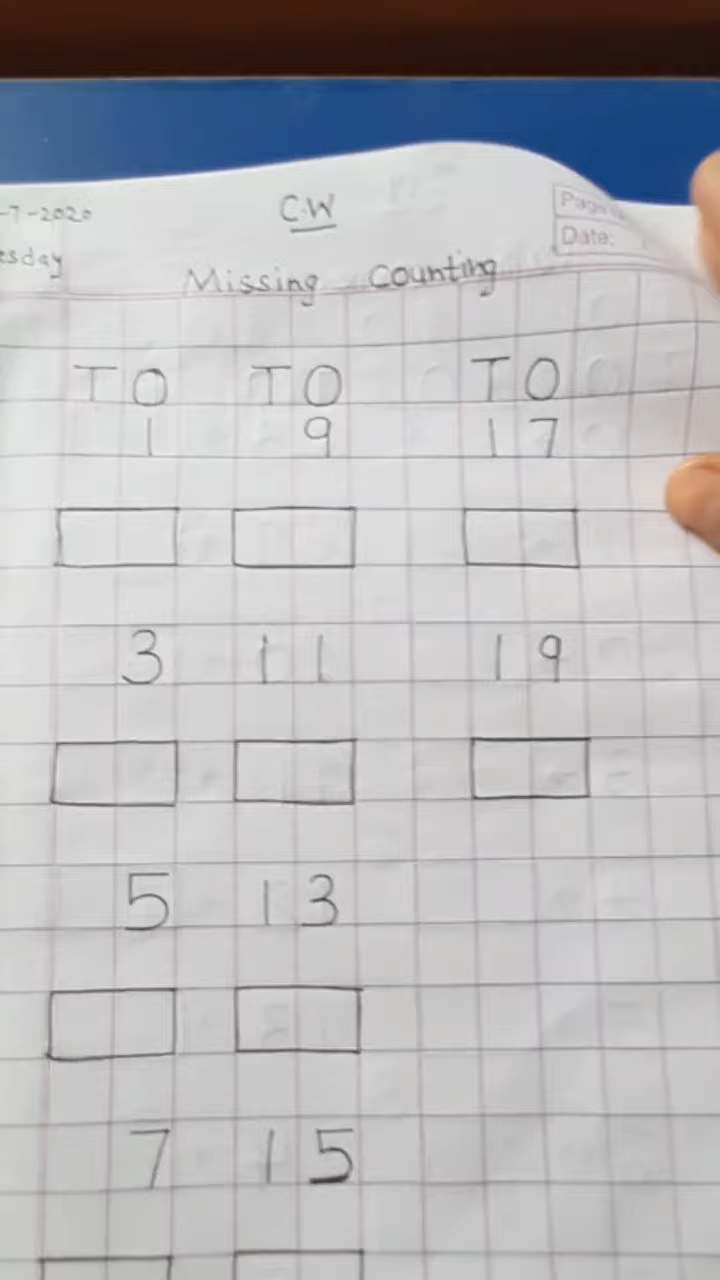 -7-2020 C.W
Page
esday Date:
Missing Counting
T O T O T O
1 9 17
3 11 19
5 13
7 15